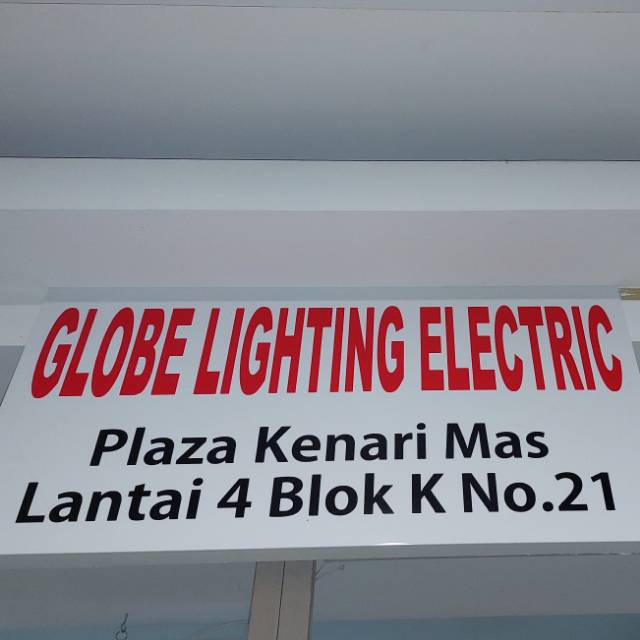 GLOBE LIGHTING ELECTRIC
Plaza Kenari Mas
Lantai 4 Blok K No.21